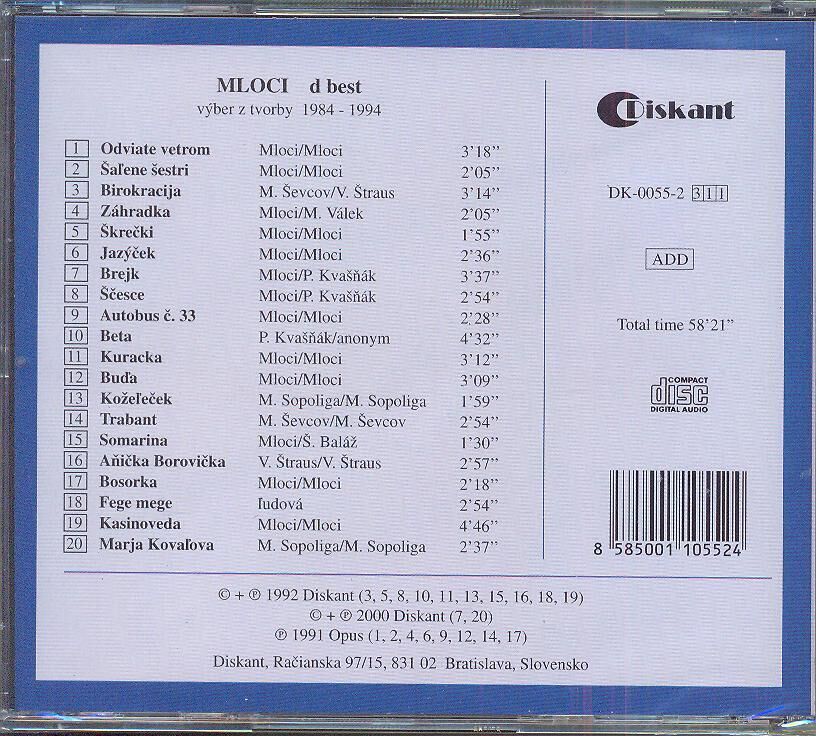 MLOCI d best
výber z tvorby 1984 - 1994
1 Odviate vetrom Mloci/Mloci 3’18”
2 Šaľene šestri Mloci/Mloci 2’05”
3 Birokracija M. Ševcov/V. Štraus 3’14”
4 Záhradka Mloci/M. Válek 2’05”
5 Škrečki Mloci/Mloci 1’55”
6 Jazýček Mloci/Mloci 2’36”
7 Brejk Mloci/P. Kvašňák 3’37”
8 Ščesce Mloci/P. Kvašňák 2’54”
9 Autobus č. 33 Mloci/Mloci 2’28”
10 Beta P. Kvašňák/anonym 4’32”
11 Kuracka Mloci/Mloci 3’12”
12 Buďa Mloci/Mloci 3’09”
13 Kožeľeček M. Sopoliga/M. Sopoliga 1’59”
14 Trabant M. Ševcov/M. Ševcov 2’54”
15 Somarina Mloci/Š. Baláž 1’30”
16 Aňička Borovička V. Štraus/V. Štraus 2’57”
17 Bosorka Mloci/Mloci 2’18”
18 Fege mege ľudová 2’54”
19 Kasinoveda Mloci/Mloci 4’46”
20 Marja Kovaľova M. Sopoliga/M. Sopoliga 2’37”
Diskant
DK-0055-2 311
ADD
Total time 58’21”
COMPACT
disc
DIGITAL AUDIO
8 585001 105524
© + ℗ 1992 Diskant (3, 5, 8, 10, 11, 13, 15, 16, 18, 19)
© + ℗ 2000 Diskant (7, 20)
℗ 1991 Opus (1, 2, 4, 6, 9, 12, 14, 17)
Diskant, Račianska 97/15, 831 02 Bratislava, Slovensko